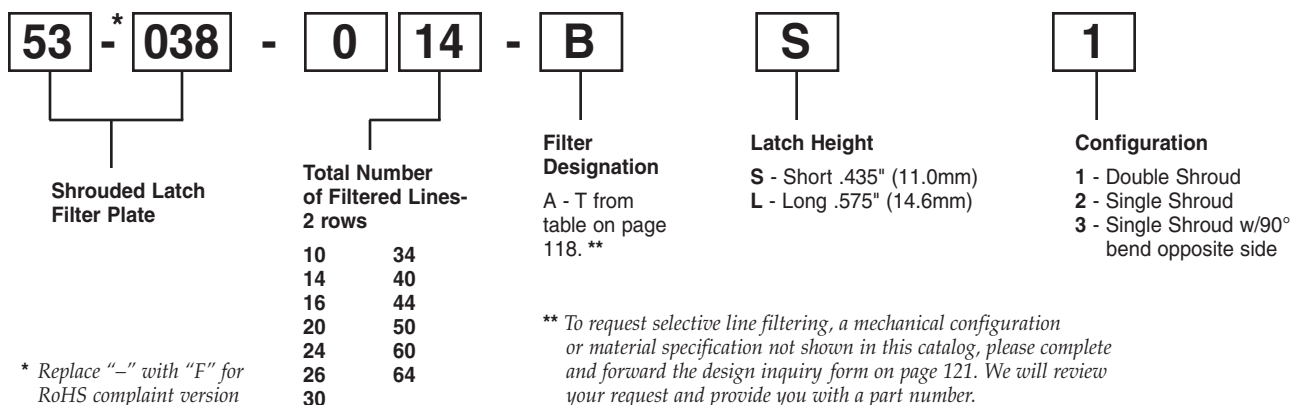 53 -* 038 - 0 14 - B S 1
Shrouded Latch
Filter Plate
Total Number
of Filtered Lines-
2 rows
10 34
14 40
16 44
20 50
24 60
26 64
30
Filter
Designation
A - T from
table on page
118. **
Latch Height
S - Short .435" (11.0mm)
L - Long .575" (14.6mm)
Configuration
1 - Double Shroud
2 - Single Shroud
3 - Single Shroud w/90°
bend opposite side
* Replace “–” with “F” for
RoHS complaint version
** To request selective line filtering, a mechanical configuration
or material specification not shown in this catalog, please complete
and forward the design inquiry form on page 121. We will review
your request and provide you with a part number.